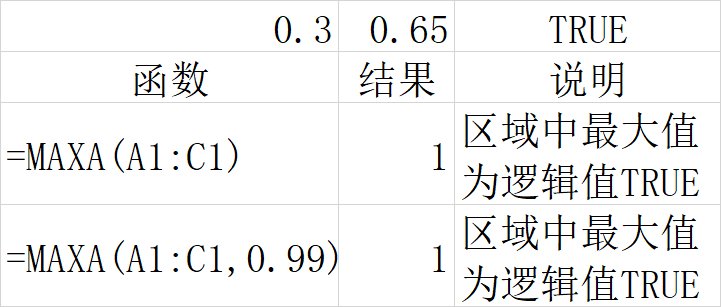 0.3 0.65 TRUE
函数 结果 说明
=MAXA(A1:C1) 1 区域中最大值
为逻辑值TRUE
=MAXA(A1:C1,0.99) 1 区域中最大值
为逻辑值TRUE